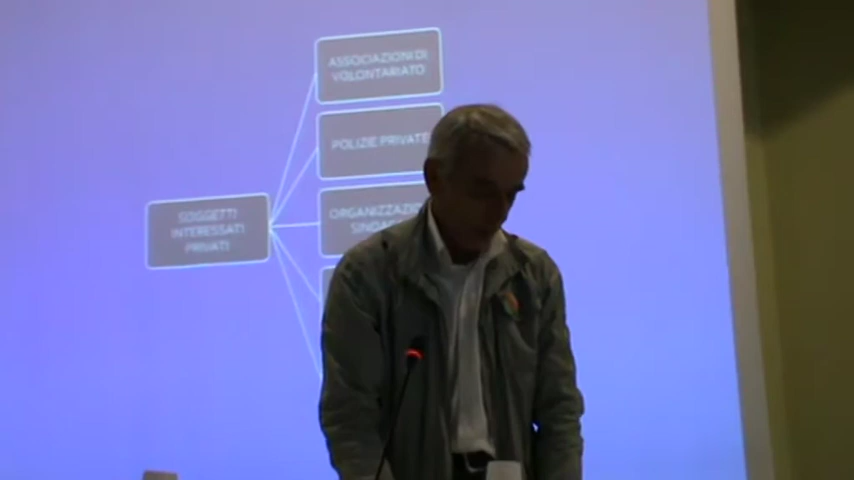 ASSOCIAZIONI DI
VOLONTARIATO
POLIZIE PRIVATE
SOGGETTI
INTERESSATI
PRIVATI